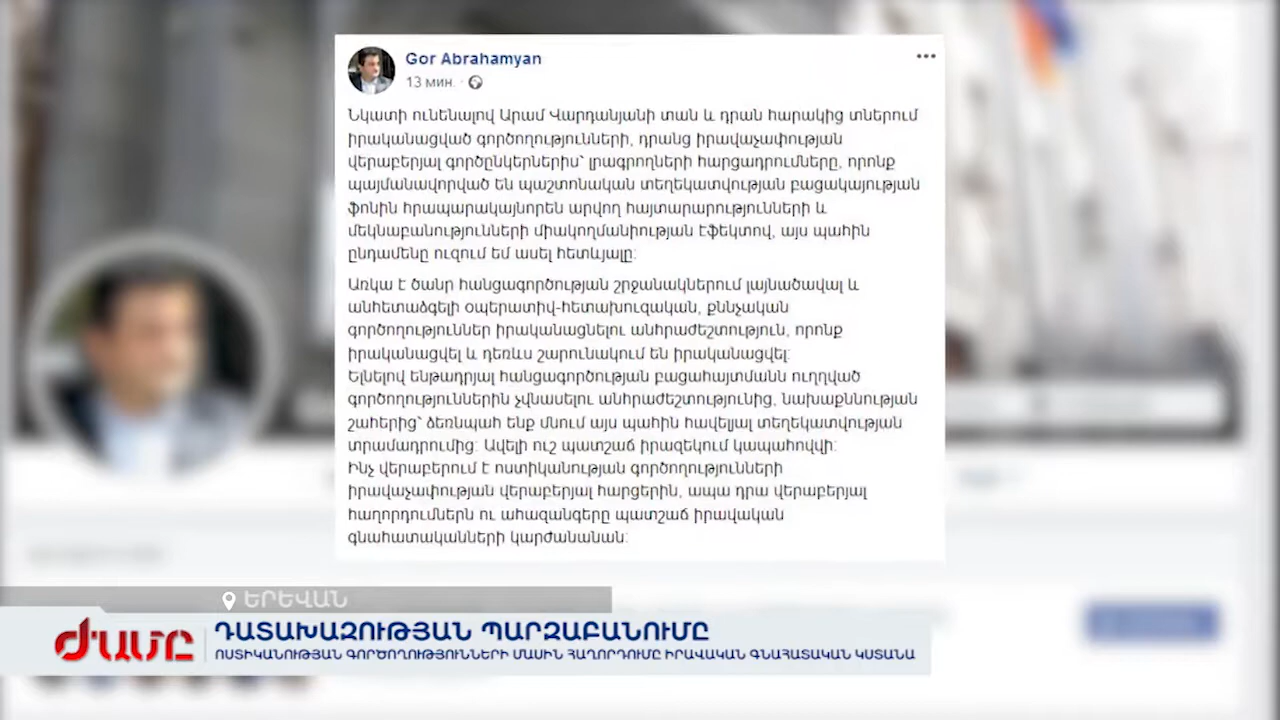 Gor Abrahamyan
13 мин.
Նկատի ունենալով Արամ Վարդանյանի տան և դրան հարակից տներում
իրականացված գործողությունների, դրանց իրավաչափության
վերաբերյալ գործընկերներիս՝ լրագրողների հարցադրումները, որոնք
պայմանավորված են պաշտոնական տեղեկատվության բացակայության
ֆոնին հրապարակայնորեն արվող հայտարարությունների և
մեկնաբանությունների միակողմանիության էֆեկտով, այս պահին
ընդամենը ուզում եմ ասել հետևյալը։
Առկա է ծանր հանցագործության շրջանակներում լայնածավալ և
անհետաձգելի օպերատիվ-հետախուզական, քննչական
գործողություններ իրականացնելու անհրաժեշտություն, որոնք
իրականացվել և դեռևս շարունակում են իրականացվել։
Ելնելով ենթադրյալ հանցագործության բացահայտմանն ուղղված
գործողություններին չվնասելու անհրաժեշտությունից, նախաքննության
շահերից՝ ձեռնպահ ենք մնում այս պահին հավելյալ տեղեկատվության
տրամադրումից։ Ավելի ուշ պատշաճ իրազեկում կապահովվի։
Ինչ վերաբերում է ոստիկանության գործողությունների
իրավաչափության վերաբերյալ հարցերին, ապա դրա վերաբերյալ
հաղորդումներն ու ահազանգերը պատշաճ իրավական
գնահատականների կարժանանան։
ԵՐԵՎԱՆ
ԺԱՄԸ
ԴԱՏԱԽԱԶՈՒԹՅԱՆ ՊԱՐԶԱԲԱՆՈՒՄԸ
ՈՍՏԻԿԱՆՈՒԹՅԱՆ ԳՈՐԾՈՂՈՒԹՅՈՒՆՆԵՐԻ ՄԱՍԻՆ ՀԱՂՈՐԴՈՒՄԸ ԻՐԱՎԱԿԱՆ ԳՆԱՀԱՏԱԿԱՆ ԿՍՏԱՆԱ